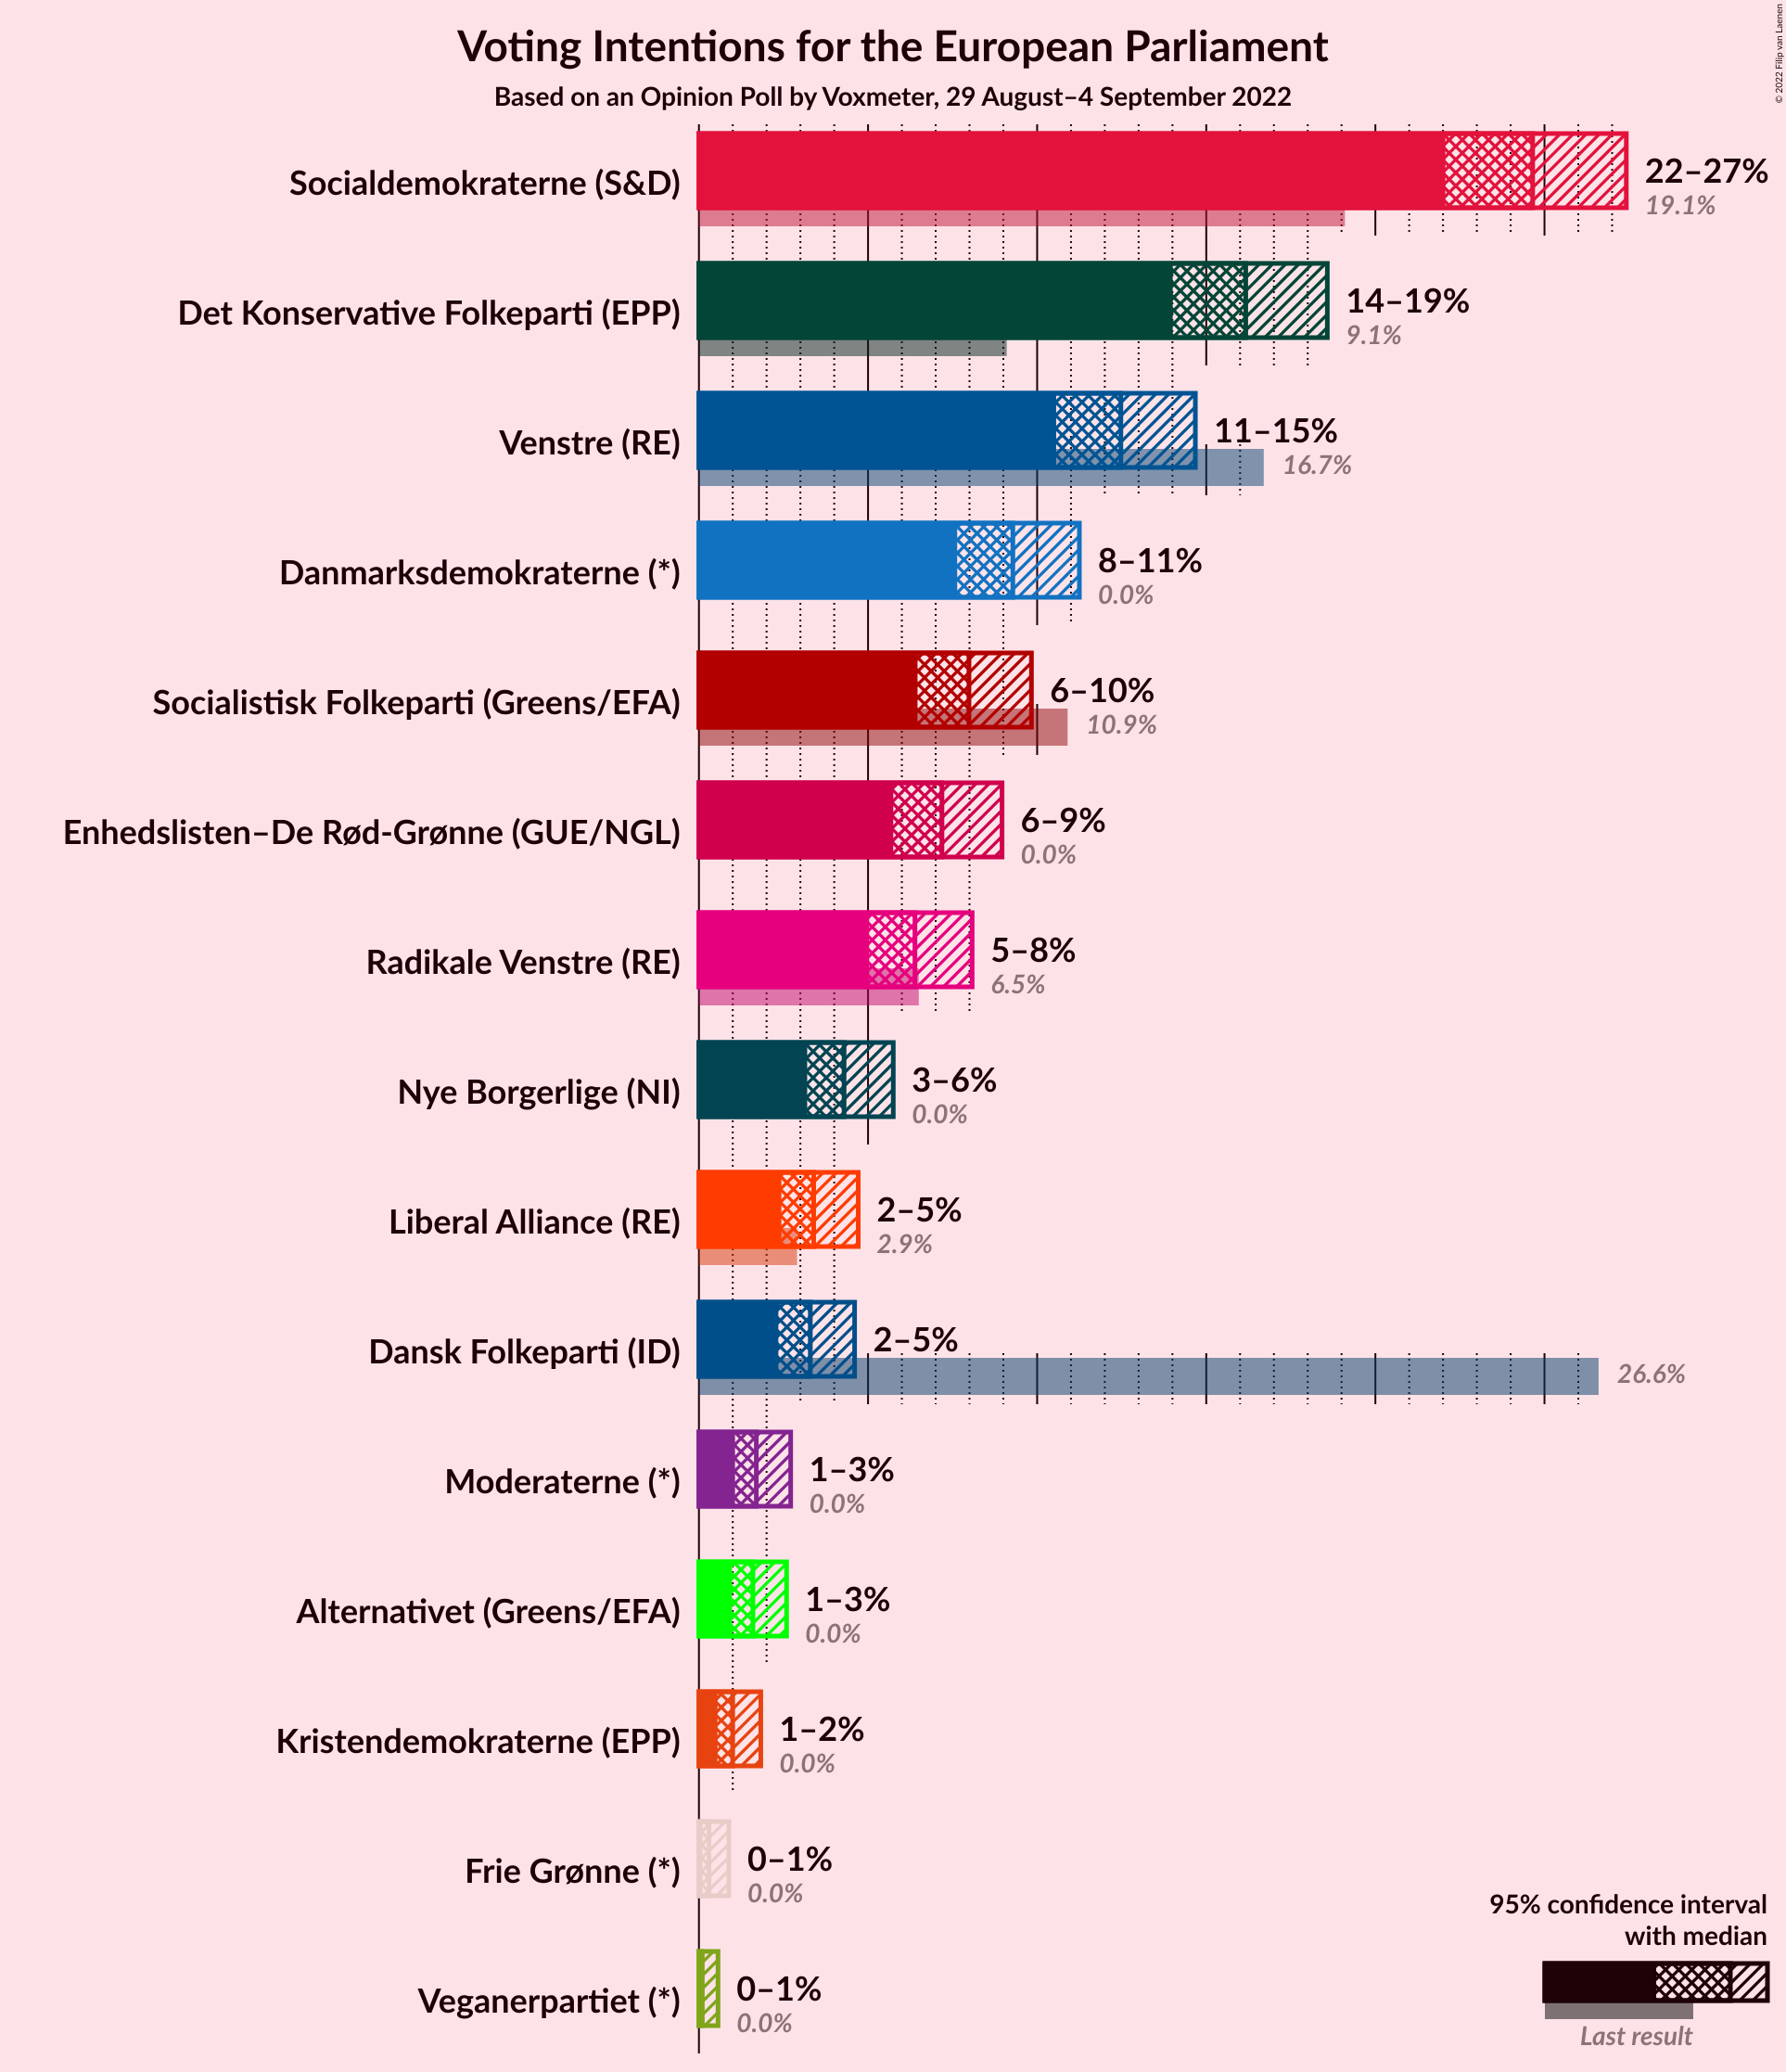 Voting Intentions for the European Parliament
Based on an Opinion Poll by Voxmeter, 29 August–4 September 2022
© 2022 Filip van Laenen
Socialdemokraterne (S&D)
22–27%
19.1%
Det Konservative Folkeparti (EPP)
14–19%
9.1%
Venstre (RE)
11–15%
16.7%
Danmarksdemokraterne (*)
8–11%
0.0%
Socialistisk Folkeparti (Greens/EFA)
6–10%
10.9%
Enhedslisten–De Rød-Grønne (GUE/NGL)
6–9%
0.0%
Radikale Venstre (RE)
5–8%
6.5%
Nye Borgerlige (NI)
3–6%
0.0%
Liberal Alliance (RE)
2–5%
2.9%
Dansk Folkeparti (ID)
2–5%
26.6%
Moderaterne (*)
1–3%
0.0%
Alternativet (Greens/EFA)
1–3%
0.0%
Kristendemokraterne (EPP)
1–2%
0.0%
Frie Grønne (*)
0–1%
0.0%
Veganerpartiet (*)
0–1%
0.0%
95% confidence interval
with median
Last result